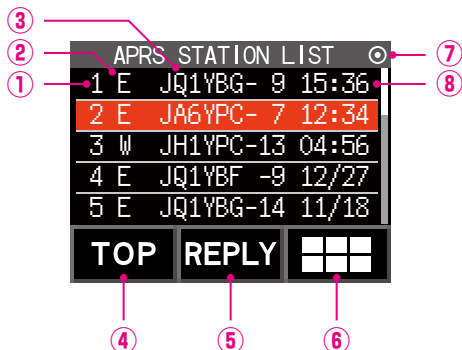 ③
② APRS STATION LIST ⑦
① 1 E JQ1YBG- 9 15:36 ⑧
2 E JA6YPC- 7 12:34
3 W JH1YPC-13 04:56
4 E JQ1YBF -9 12/27
5 E JQ1YBG-14 11/18
TOP REPLY
④ ⑤ ⑥